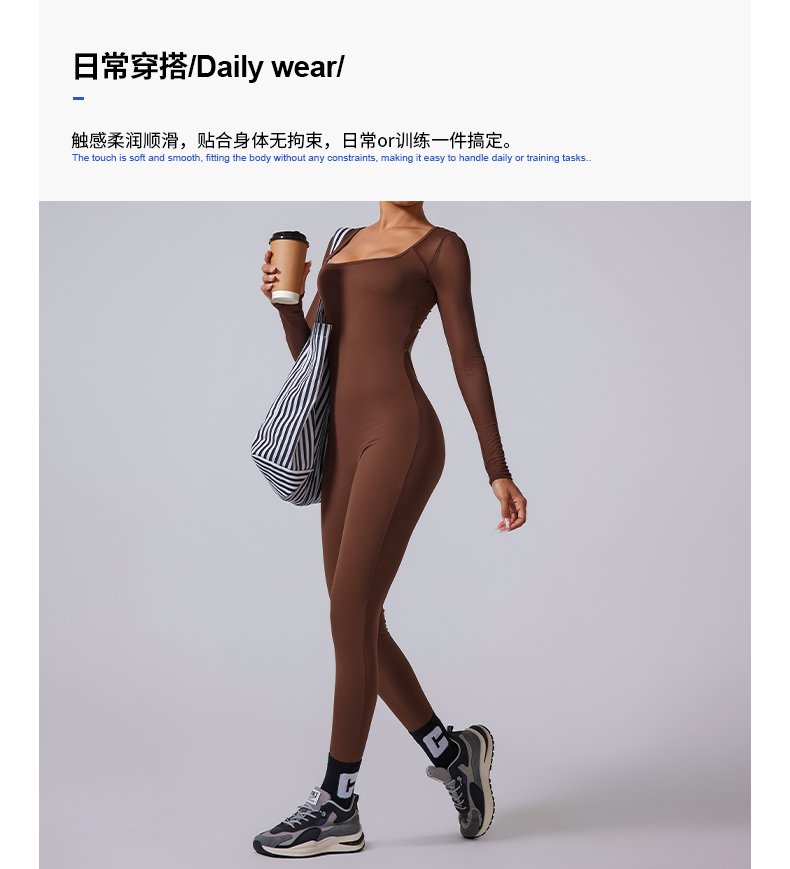 日常穿搭/Daily wear/
触感柔润顺滑，贴合身体无拘束，日常or训练一件搞定。
The touch is soft and smooth, fitting the body without any constraints, making it easy to handle daily or training tasks..
C
C